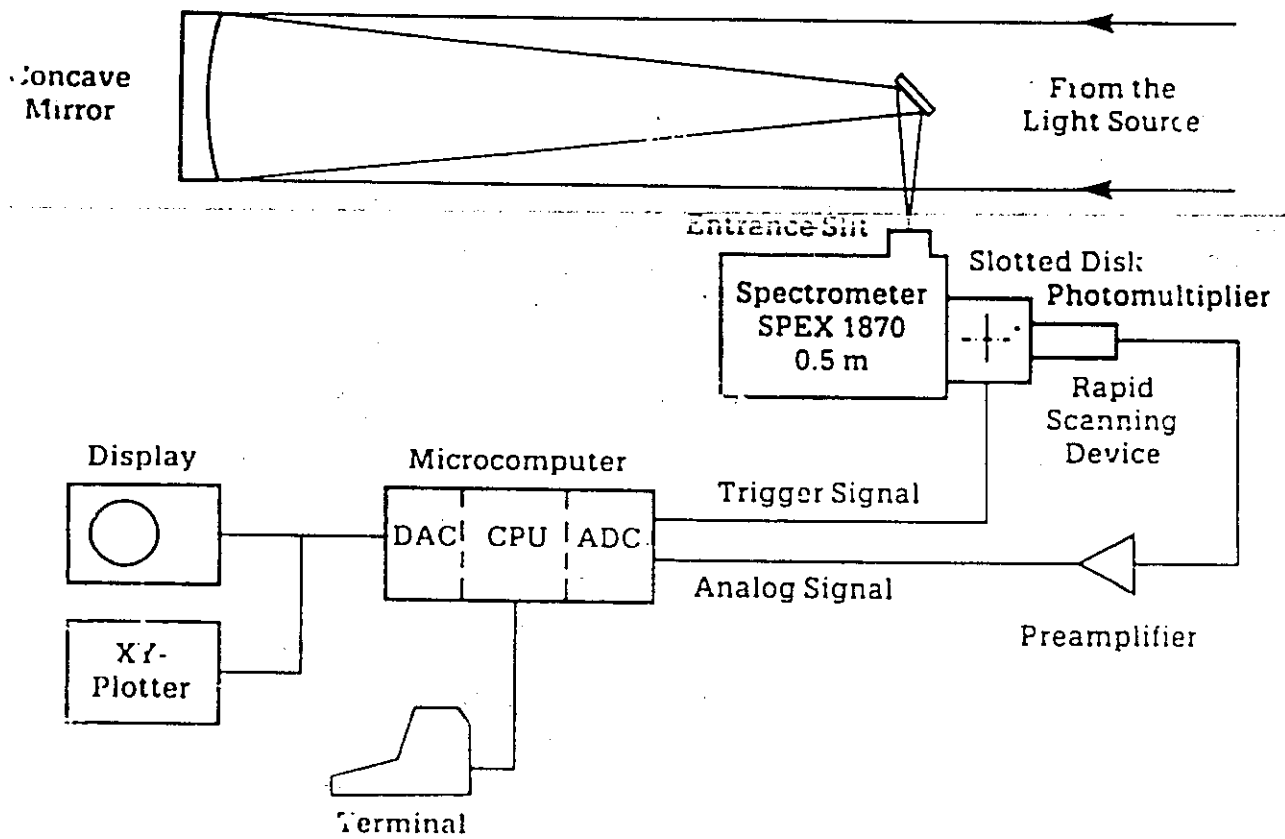 Concave
Mirror
From the
Light Source
Entrance Slit
Slotted Disk
Photomultiplier
Spectrometer
SPEX 1870
0.5 m
Rapid
Scanning
Device
Display
Microcomputer
Trigger Signal
DAC
CPU
ADC
Analog Signal
Preamplifier
XY-
Plotter
Terminal